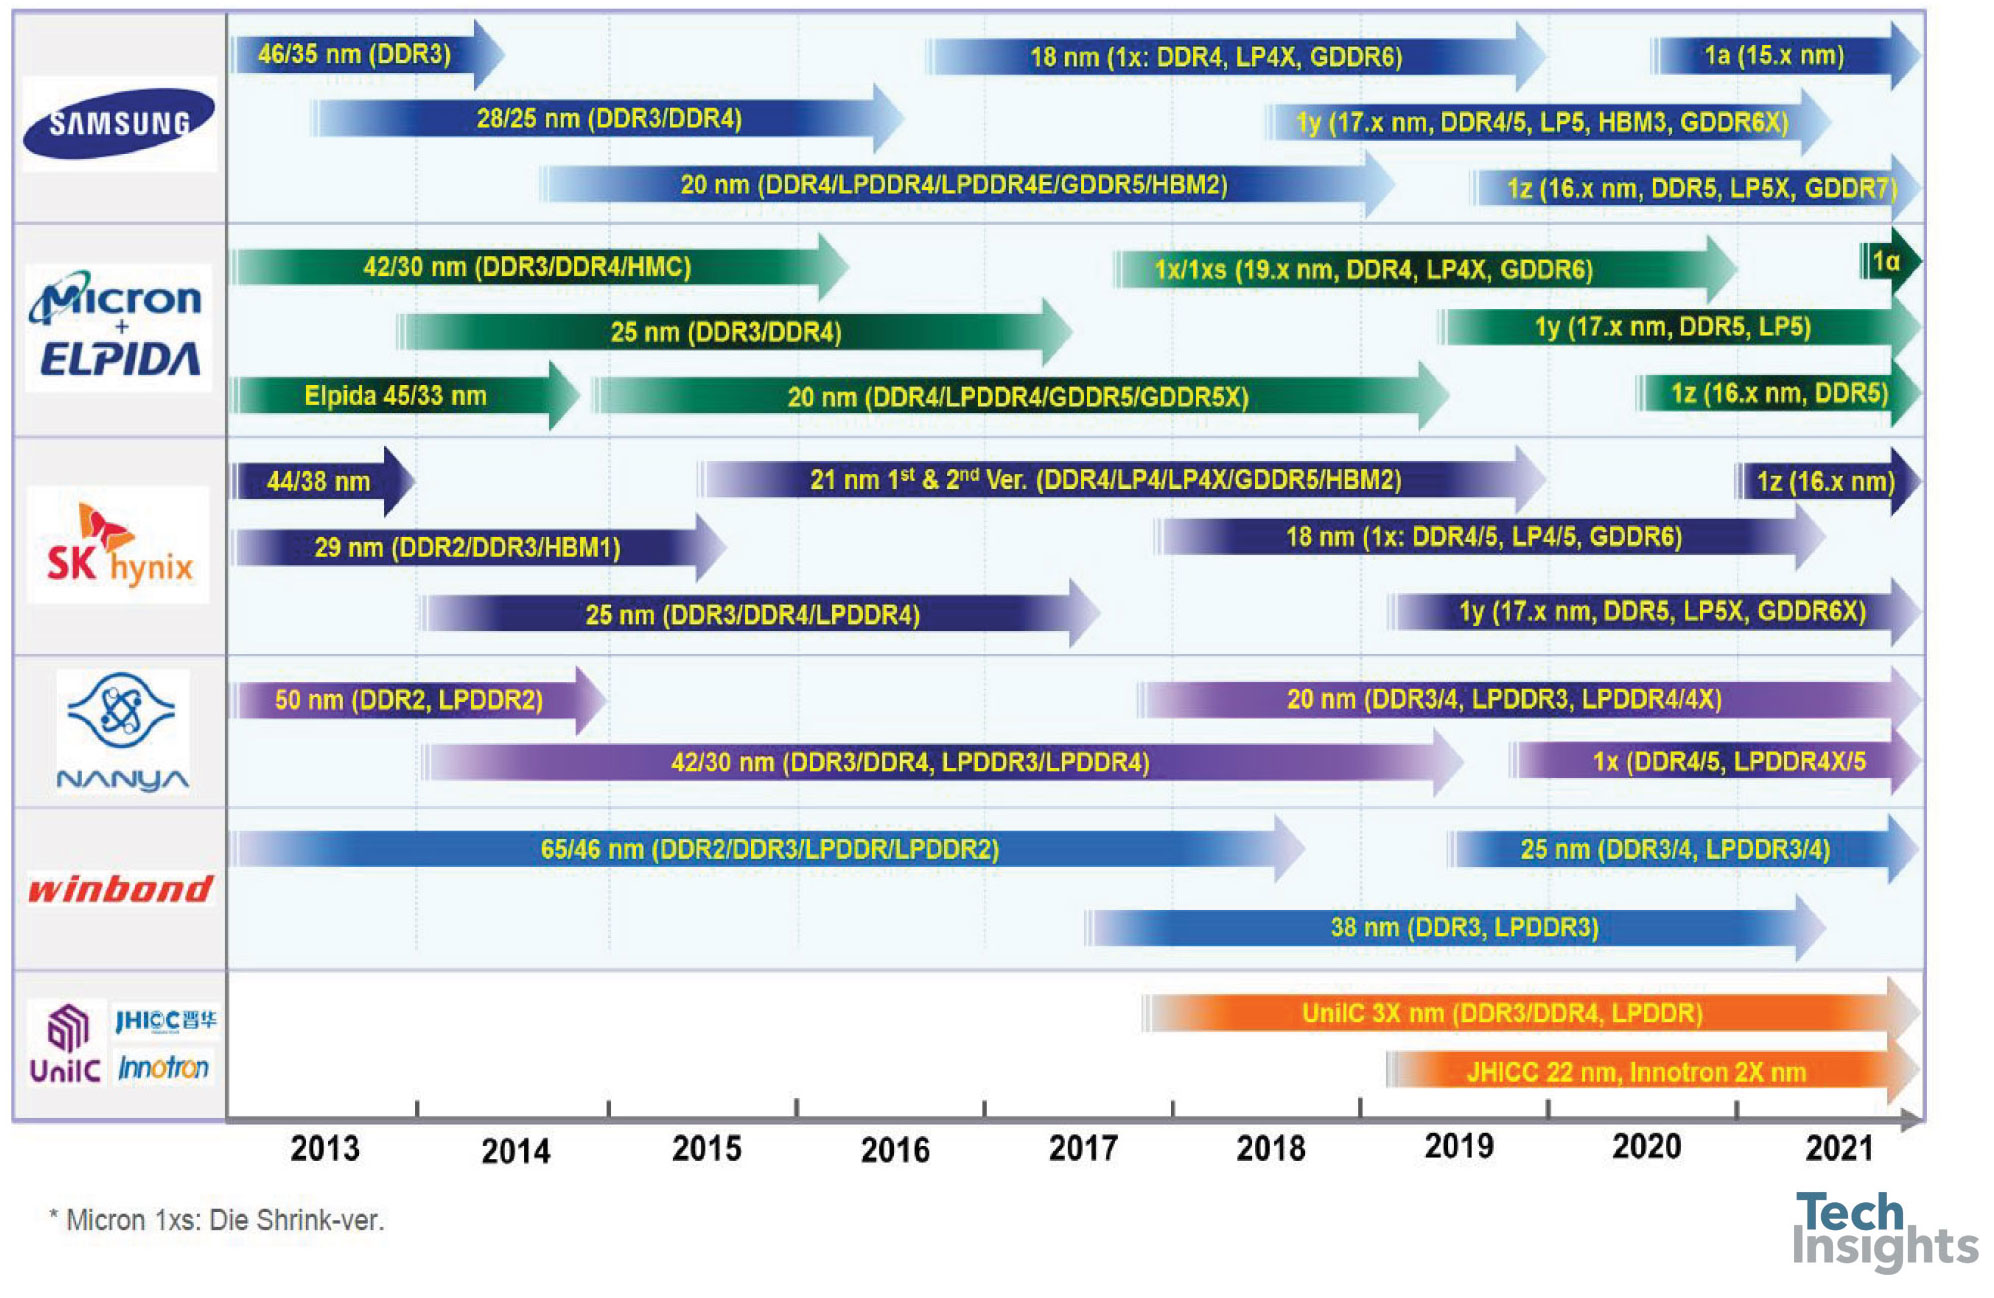 46/35 nm (DDR3)
18 nm (1x: DDR4, LP4X, GDDR6)
1a (15.x nm)
SAMSUNG
28/25 nm (DDR3/DDR4)
1y (17.x nm, DDR4/5, LP5, HBM3, GDDR6X)
20 nm (DDR4/LPDDR4/LPDDR4E/GDDR5/HBM2)
1z (16.x nm, DDR5, LP5X, GDDR7)
42/30 nm (DDR3/DDR4/HMC)
1x/1xs (19.x nm, DDR4, LP4X, GDDR6)
1α
Micron
+
ELPIDA
25 nm (DDR3/DDR4)
1y (17.x nm, DDR5, LP5)
Elpida 45/33 nm
20 nm (DDR4/LPDDR4/GDDR5/GDDR5X)
1z (16.x nm, DDR5)
44/38 nm
21 nm 1st & 2nd Ver. (DDR4/LP4/LP4X/GDDR5/HBM2)
1z (16.x nm)
SK hynix
29 nm (DDR2/DDR3/HBM1)
18 nm (1x: DDR4/5, LP4/5, GDDR6)
25 nm (DDR3/DDR4/LPDDR4)
1y (17.x nm, DDR5, LP5X, GDDR6X)
50 nm (DDR2, LPDDR2)
20 nm (DDR3/4, LPDDR3, LPDDR4/4X)
NANYA
42/30 nm (DDR3/DDR4, LPDDR3/LPDDR4)
1x (DDR4/5, LPDDR4X/5
65/46 nm (DDR2/DDR3/LPDDR/LPDDR2)
25 nm (DDR3/4, LPDDR3/4)
winbond
38 nm (DDR3, LPDDR3)
UniIC
JHICC晋华
Innotron
UniIC 3X nm (DDR3/DDR4, LPDDR)
JHICC 22 nm, Innotron 2X nm
2013 2014 2015 2016 2017 2018 2019 2020 2021
* Micron 1xs: Die Shrink-ver.
Tech
Insights